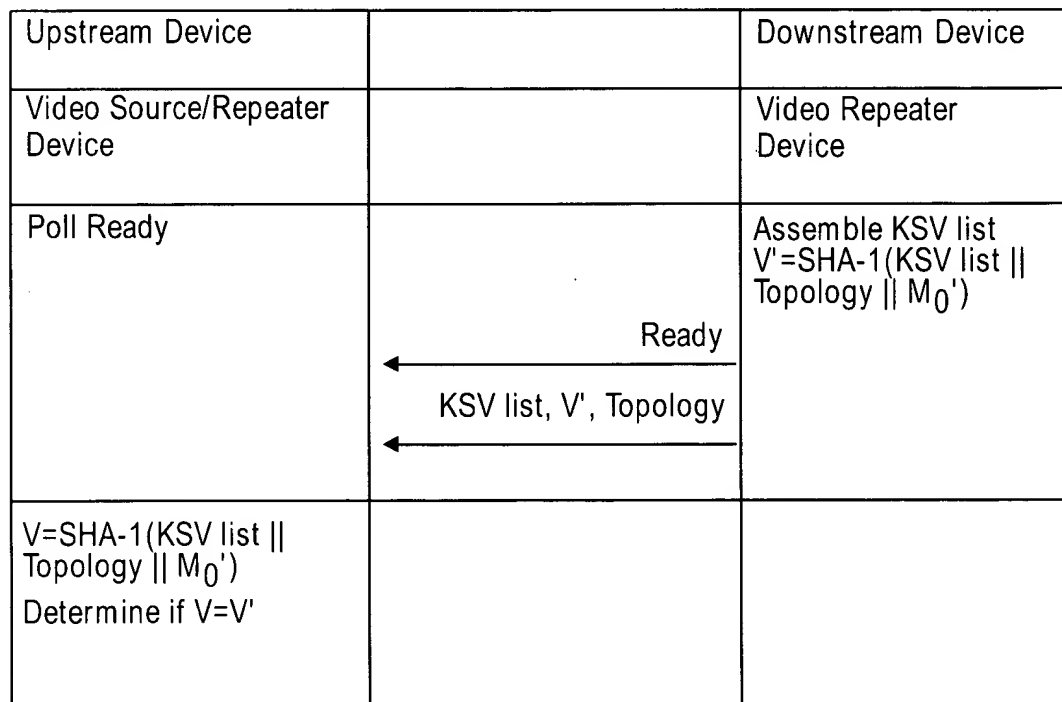 Upstream Device
Downstream Device
Video Source/Repeater
Device
Video Repeater
Device
Poll Ready
Assemble KSV list
V'=SHA-1(KSV list ||
Topology || M0')
Ready
KSV list, V', Topology
V=SHA-1(KSV list ||
Topology || M0')
Determine if V=V'